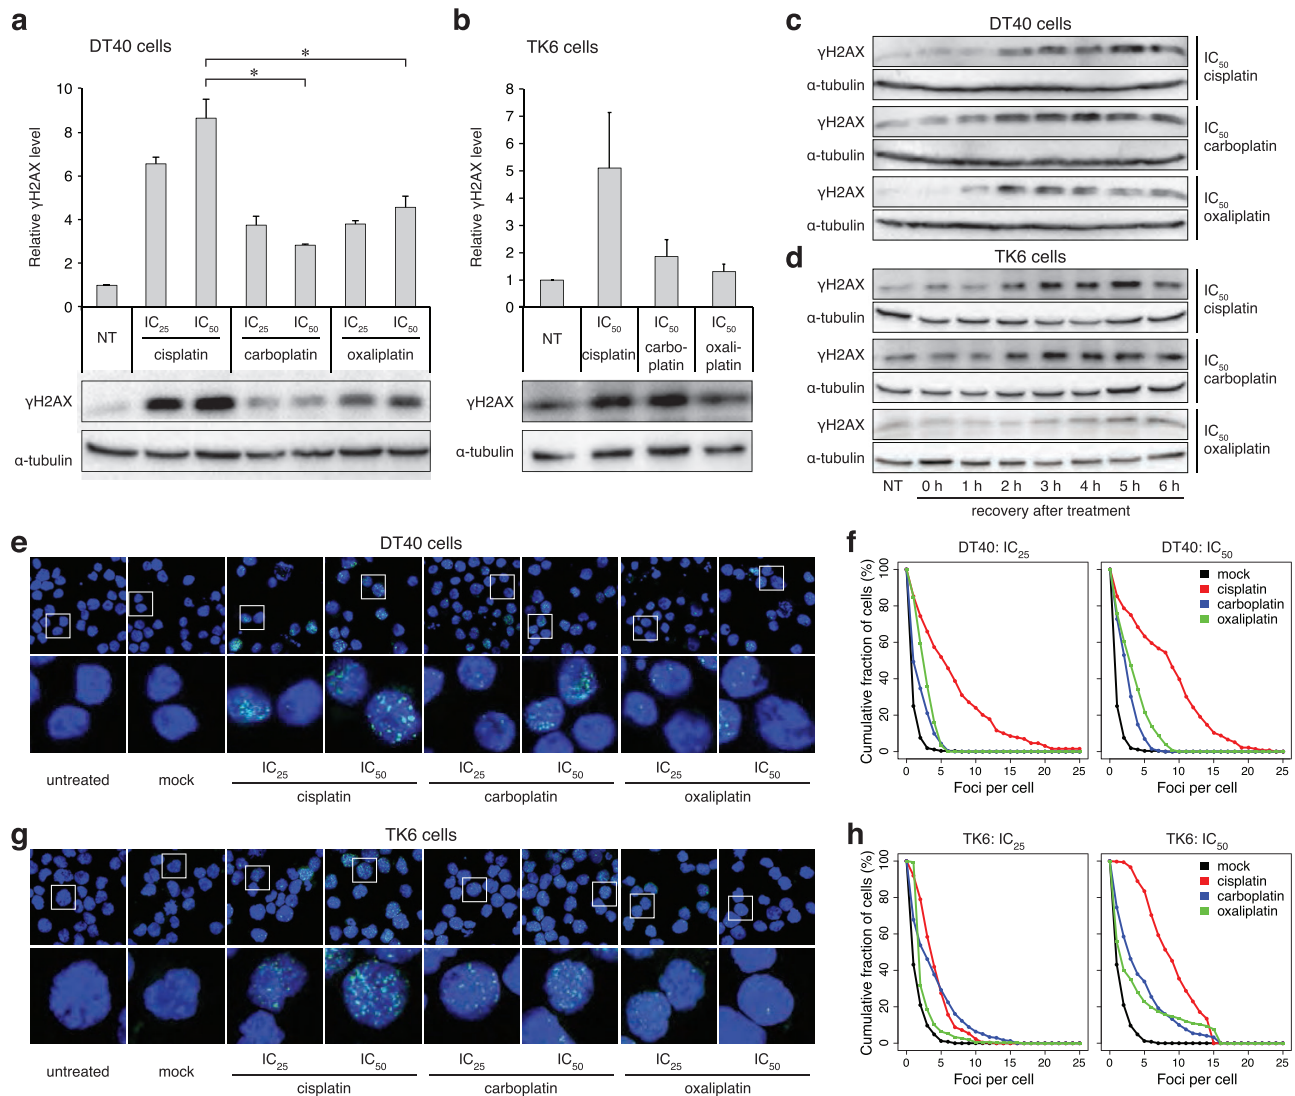 a
DT40 cells
*
*
Relative γH2AX level
10
8
6
4
2
0
NT
IC25 IC50 IC25 IC50 IC25 IC50
cisplatin carboplatin oxaliplatin
γH2AX
α-tubulin
b
TK6 cells
Relative γH2AX level
8
7
6
5
4
3
2
1
0
NT
IC50 IC50 IC50
cisplatin carbo- oxali-
platin platin
γH2AX
α-tubulin
c
DT40 cells
γH2AX
α-tubulin
IC50
cisplatin
γH2AX
α-tubulin
IC50
carboplatin
γH2AX
α-tubulin
IC50
oxaliplatin
d
TK6 cells
γH2AX
α-tubulin
IC50
cisplatin
γH2AX
α-tubulin
IC50
carboplatin
γH2AX
α-tubulin
IC50
oxaliplatin
NT 0 h 1 h 2 h 3 h 4 h 5 h 6 h
recovery after treatment
e
DT40 cells
untreated mock
IC25 IC50 IC25 IC50 IC25 IC50
cisplatin carboplatin oxaliplatin
f
DT40: IC25
Cumulative fraction of cells (%)
100
80
60
40
20
0
0 5 10 15 20 25
Foci per cell
DT40: IC50
mock
cisplatin
carboplatin
oxaliplatin
0 5 10 15 20 25
Foci per cell
g
TK6 cells
untreated mock
IC25 IC50 IC25 IC50 IC25 IC50
cisplatin carboplatin oxaliplatin
h
TK6: IC25
Cumulative fraction of cells (%)
100
80
60
40
20
0
0 5 10 15 20 25
Foci per cell
TK6: IC50
mock
cisplatin
carboplatin
oxaliplatin
0 5 10 15 20 25
Foci per cell